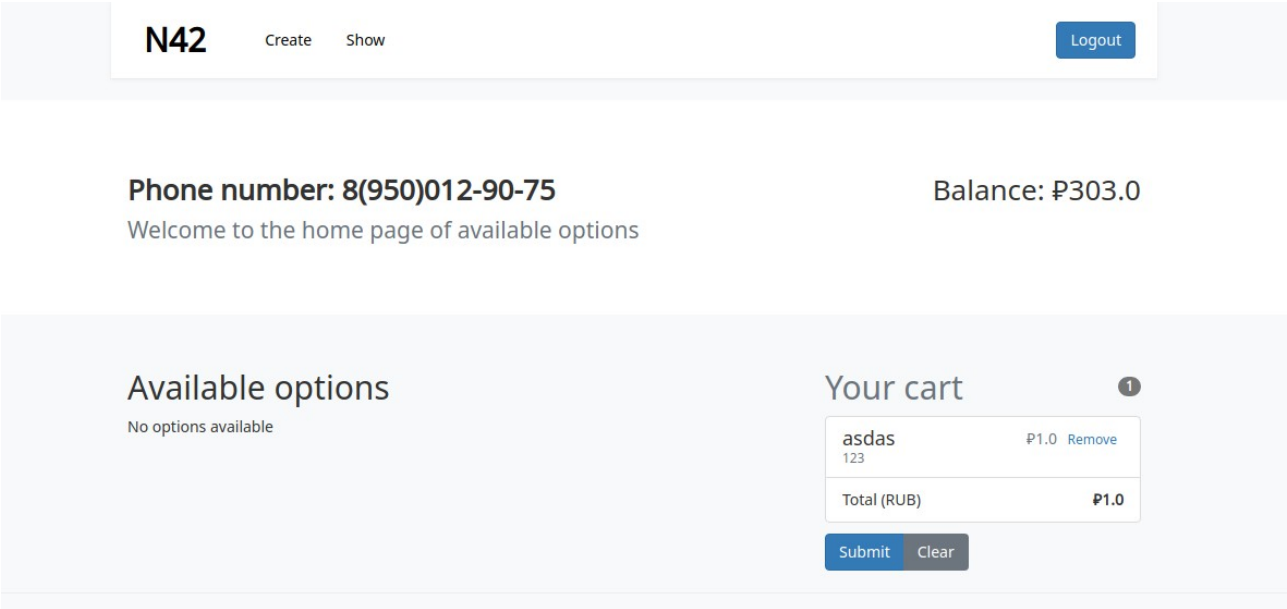 N42 Create Show Logout
Phone number: 8(950)012-90-75
Balance: ₽303.0
Welcome to the home page of available options
Available options
No options available
Your cart 1
asdas ₽1.0 Remove
123
Total (RUB) ₽1.0
Submit Clear